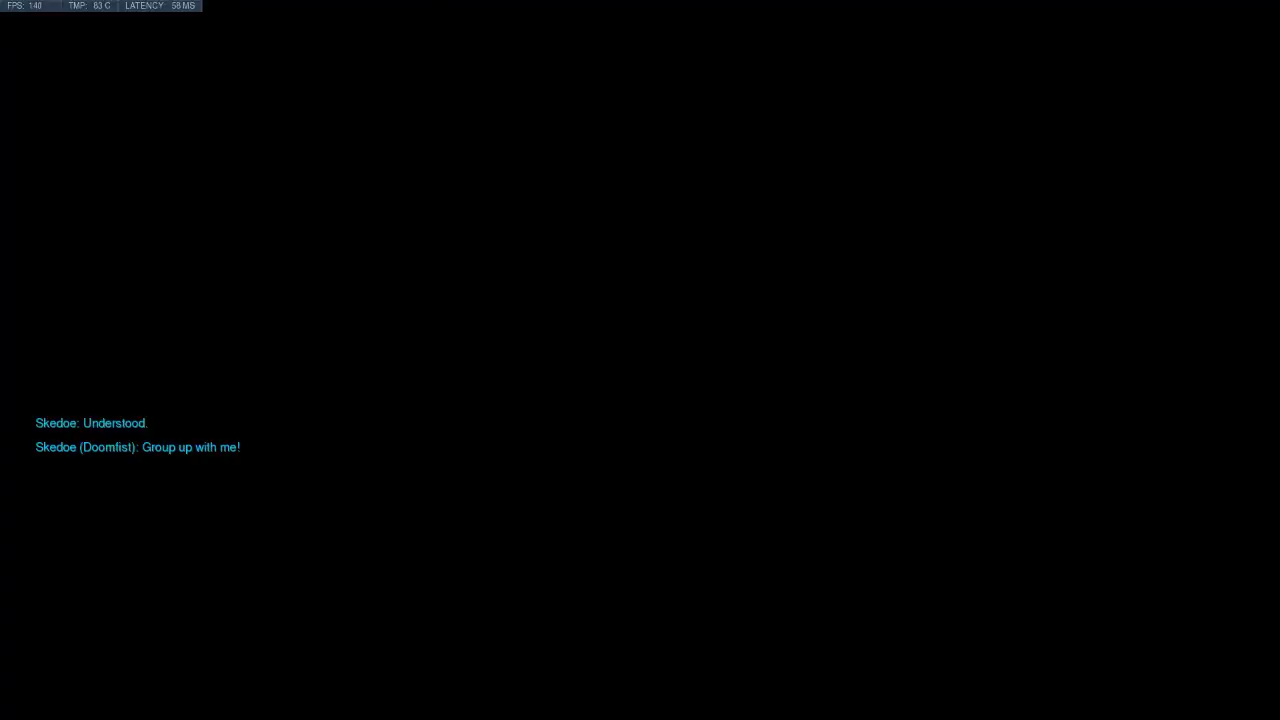 FPS: 140 TMP: 83 C LATENCY: 58 MS
Skedoe: Understood.
Skedoe (Doomfist): Group up with me!